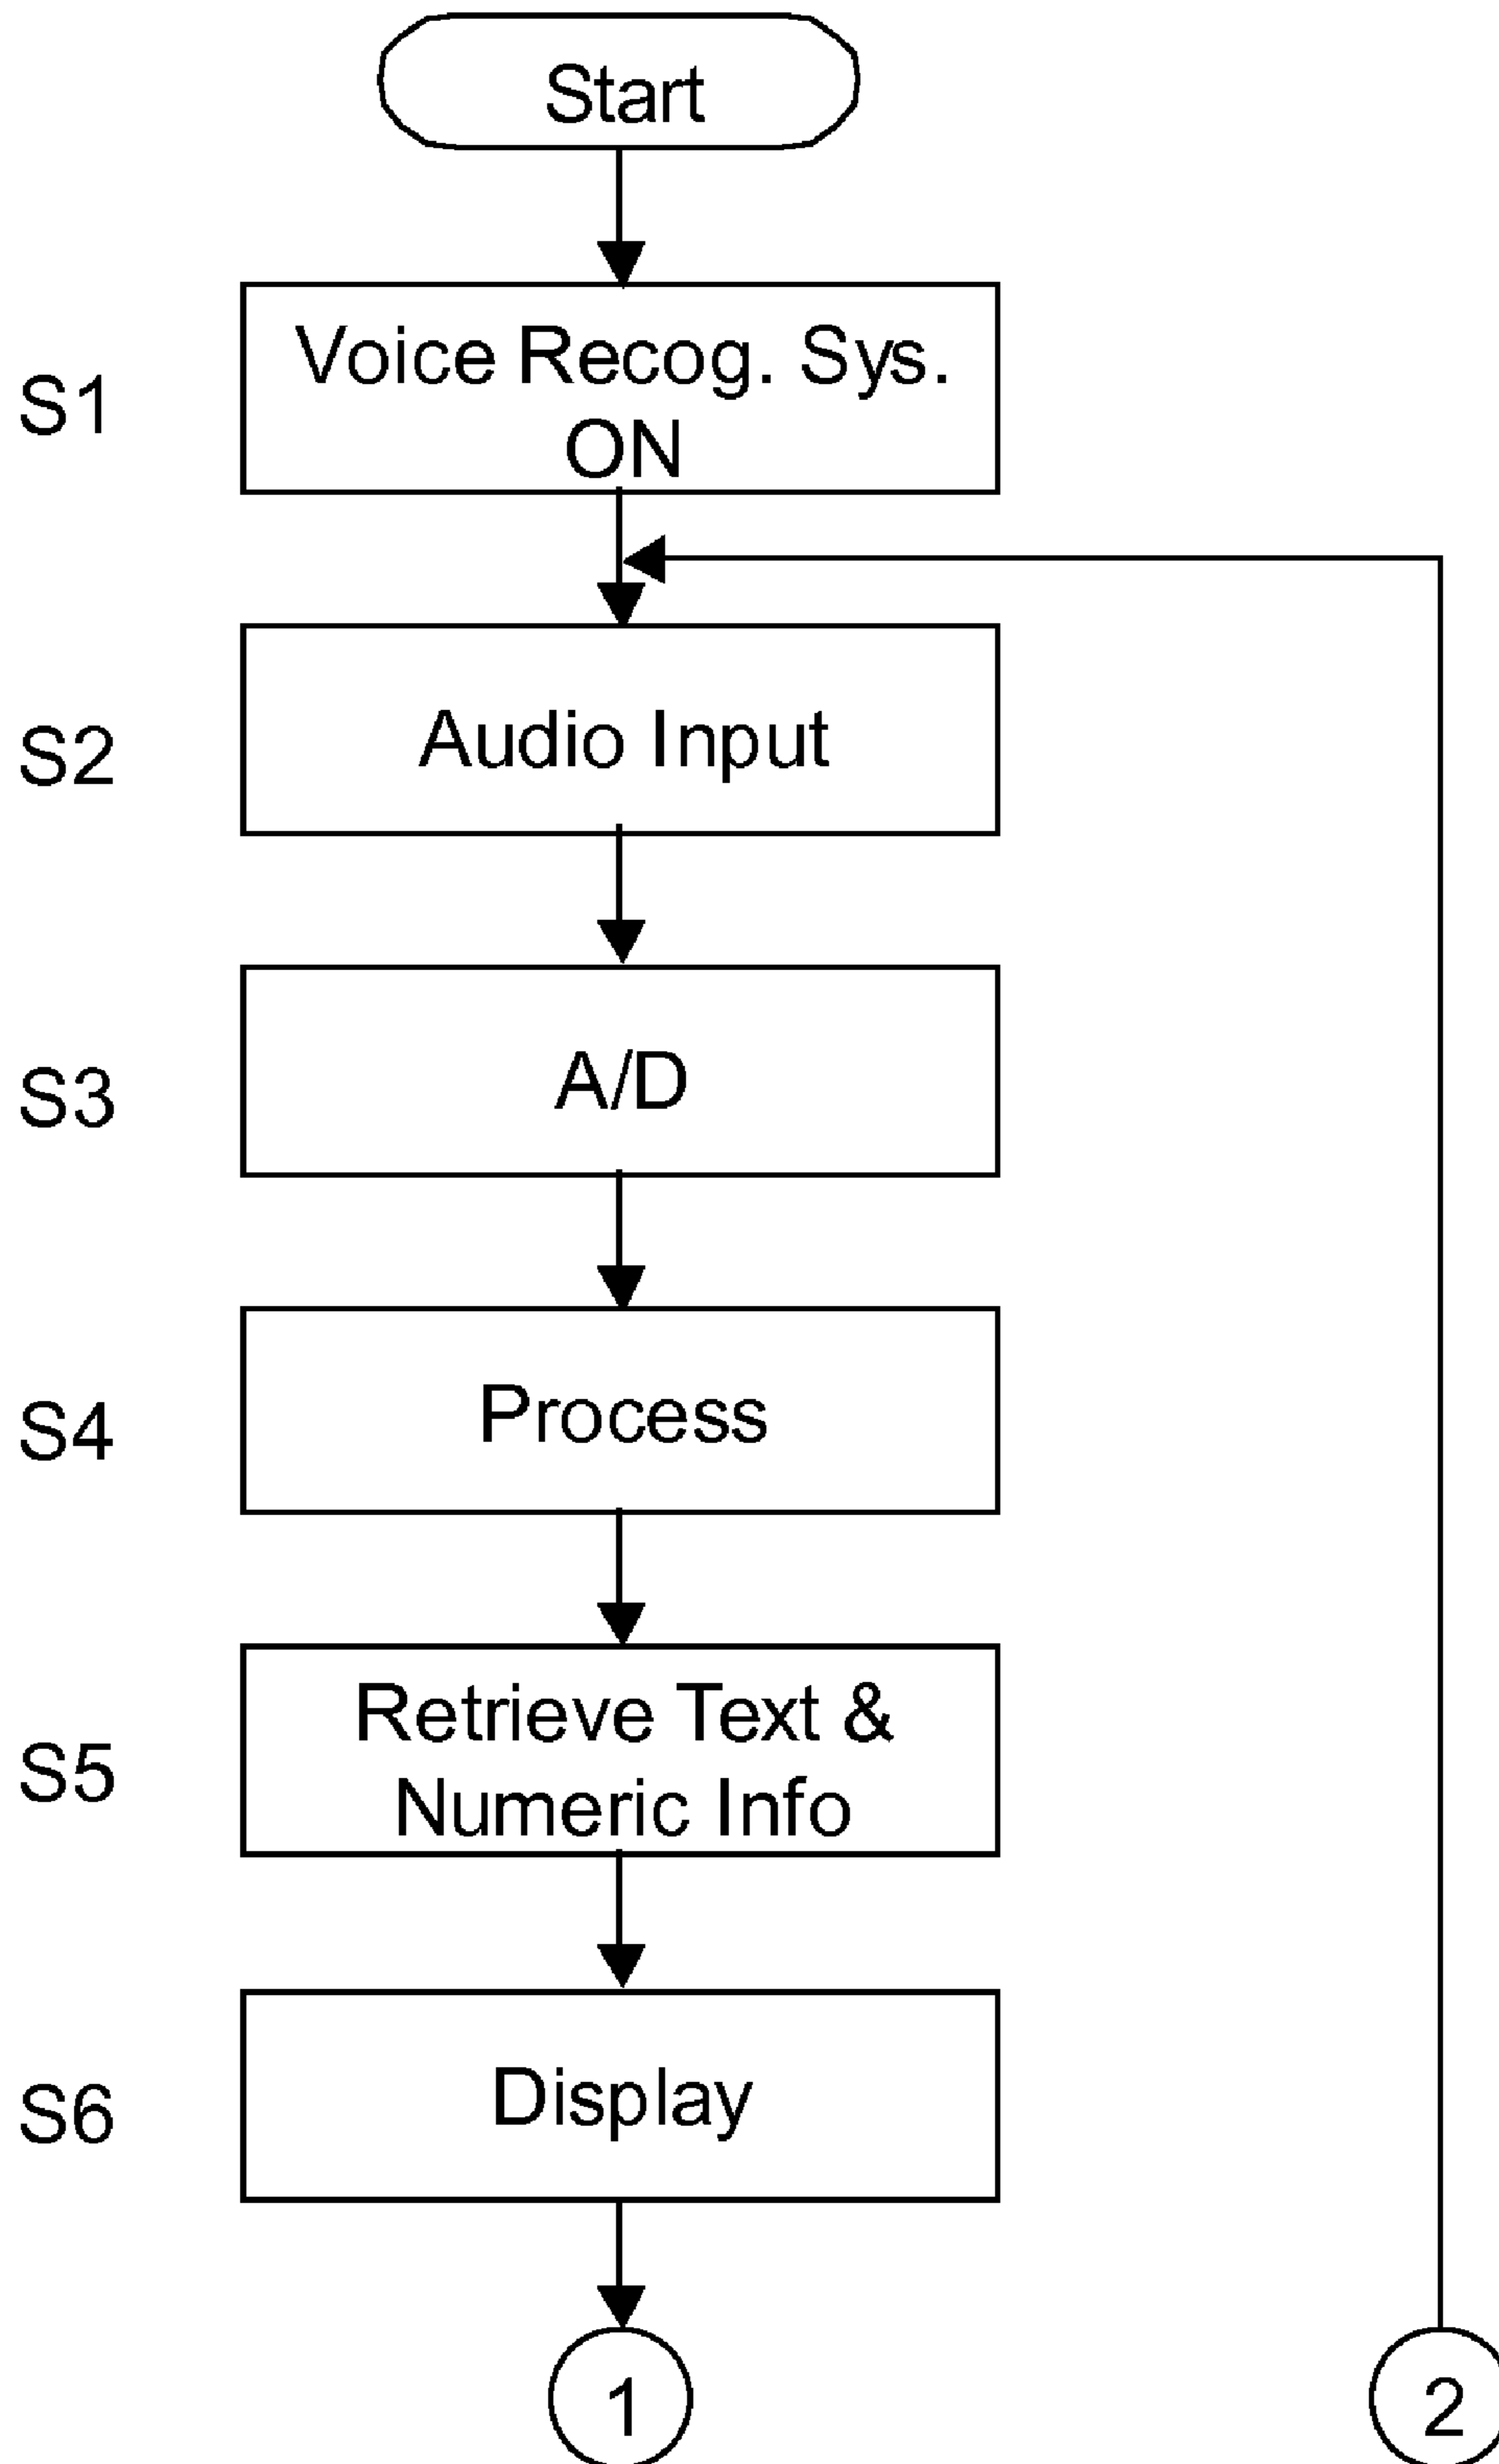 Start
S1
Voice Recog. Sys.
ON
S2
Audio Input
S3
A/D
S4
Process
S5
Retrieve Text &
Numeric Info
S6
Display
1
2